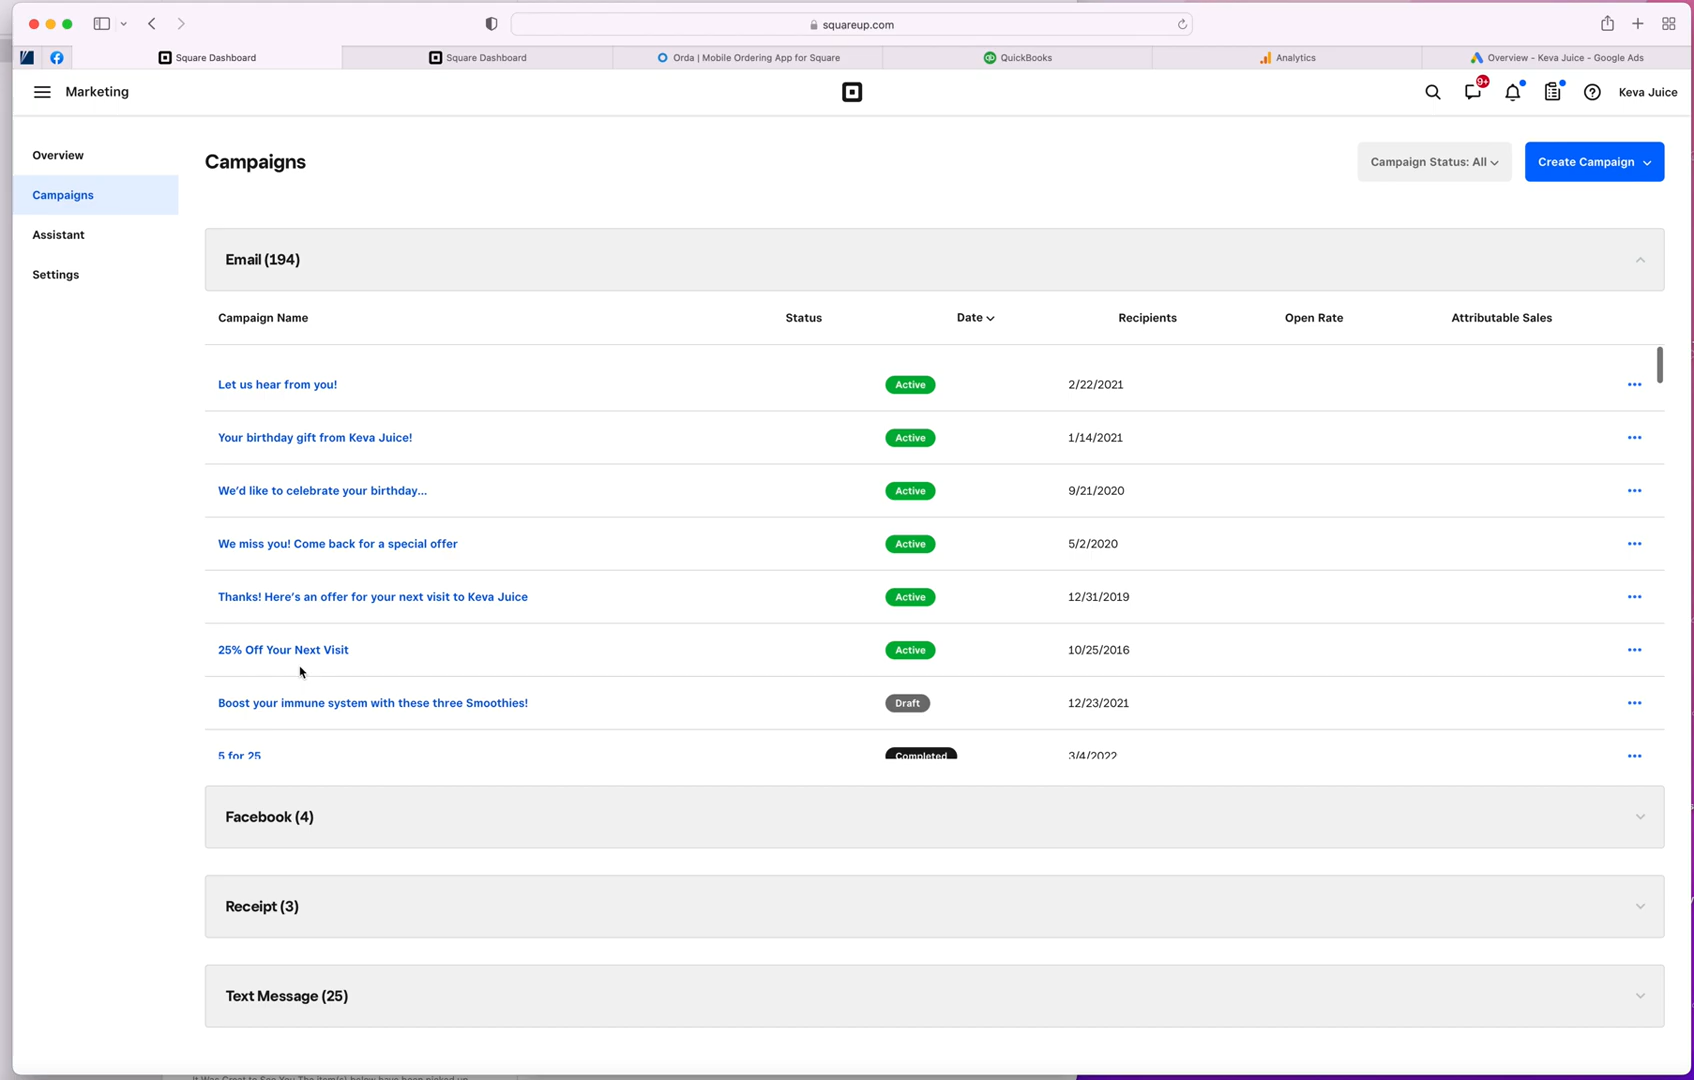 squareup.com
Square Dashboard
Square Dashboard
Orda | Mobile Ordering App for Square
QuickBooks
Analytics
Overview - Keva Juice - Google Ads
Marketing
9+
Keva Juice
Overview
Campaigns
Assistant
Settings
Campaigns
Campaign Status: All
Create Campaign
Email (194)
Campaign Name Status Date Recipients Open Rate Attributable Sales
Let us hear from you! Active 2/22/2021
Your birthday gift from Keva Juice! Active 1/14/2021
We'd like to celebrate your birthday... Active 9/21/2020
We miss you! Come back for a special offer Active 5/2/2020
Thanks! Here's an offer for your next visit to Keva Juice Active 12/31/2019
25% Off Your Next Visit Active 10/25/2016
Boost your immune system with these three Smoothies! Draft 12/23/2021
5 for 25 Completed 3/4/2022
Facebook (4)
Receipt (3)
Text Message (25)